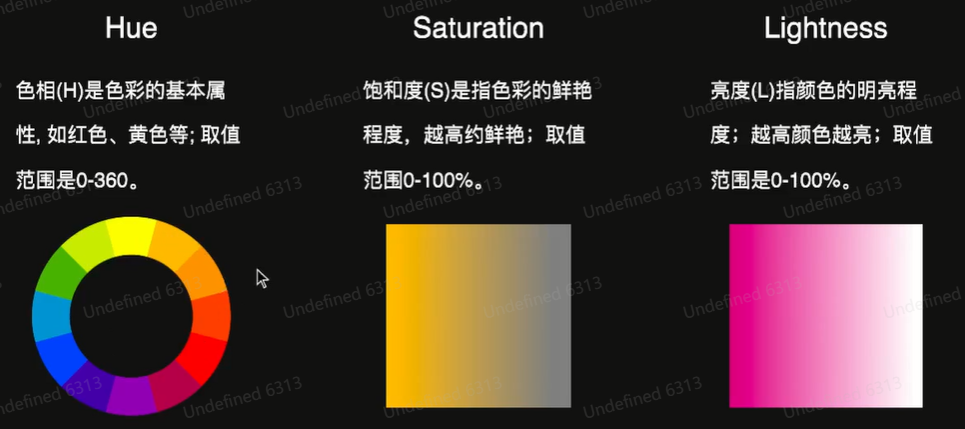 Hue
色相(H)是色彩的基本属
性, 如红色、黄色等; 取值
范围是0-360。
Saturation
饱和度(S)是指色彩的鲜艳
程度，越高约鲜艳；取值
范围0-100%。
Lightness
亮度(L)指颜色的明亮程
度；越高颜色越亮；取值
范围是0-100%。
Undefined 6313